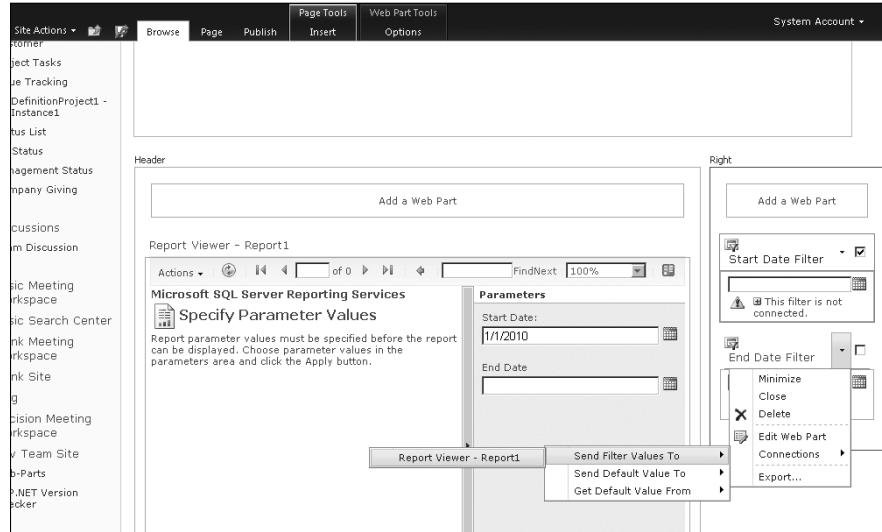 Page Tools
Web Part Tools
System Account
Site Actions
Browse
Page
Publish
Insert
Options
ject Tasks
ue Tracking
DefinitionProject1 -
Instance1
tus List
Status
nagement Status
mpany Giving
cussions
m Discussion
sic Meeting
rkspace
sic Search Center
nk Meeting
rkspace
nk Site
g
cision Meeting
rkspace
v Team Site
b-Parts
P.NET Version
ecker
Header
Add a Web Part
Report Viewer - Report1
Actions
of 0
FindNext
100%
Microsoft SQL Server Reporting Services
Specify Parameter Values
Report parameter values must be specified before the report
can be displayed. Choose parameter values in the
parameters area and click the Apply button.
Parameters
Start Date:
1/1/2010
End Date
Right
Add a Web Part
Start Date Filter
This filter is not
connected.
End Date Filter
Minimize
Close
Delete
Edit Web Part
Connections
Export...
Send Filter Values To
Send Default Value To
Get Default Value From
Report Viewer - Report1